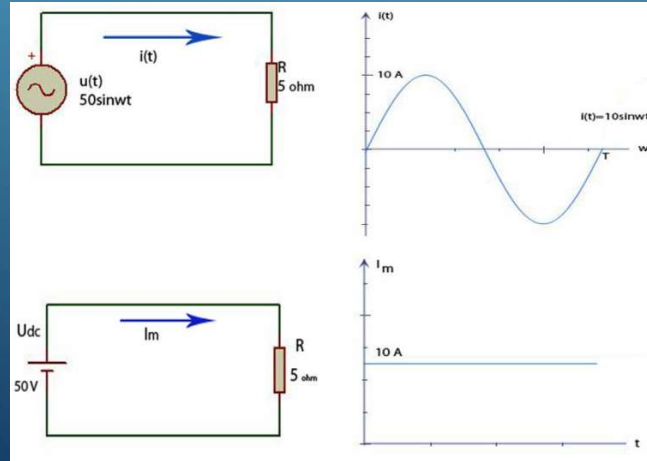 +
i(t)
u(t)
50sinwt
R
5 ohm
i(t)
10 A
i(t)=10sinwt
T
w
Udc
50V
Im
R
5 ohm
Im
10 A
t